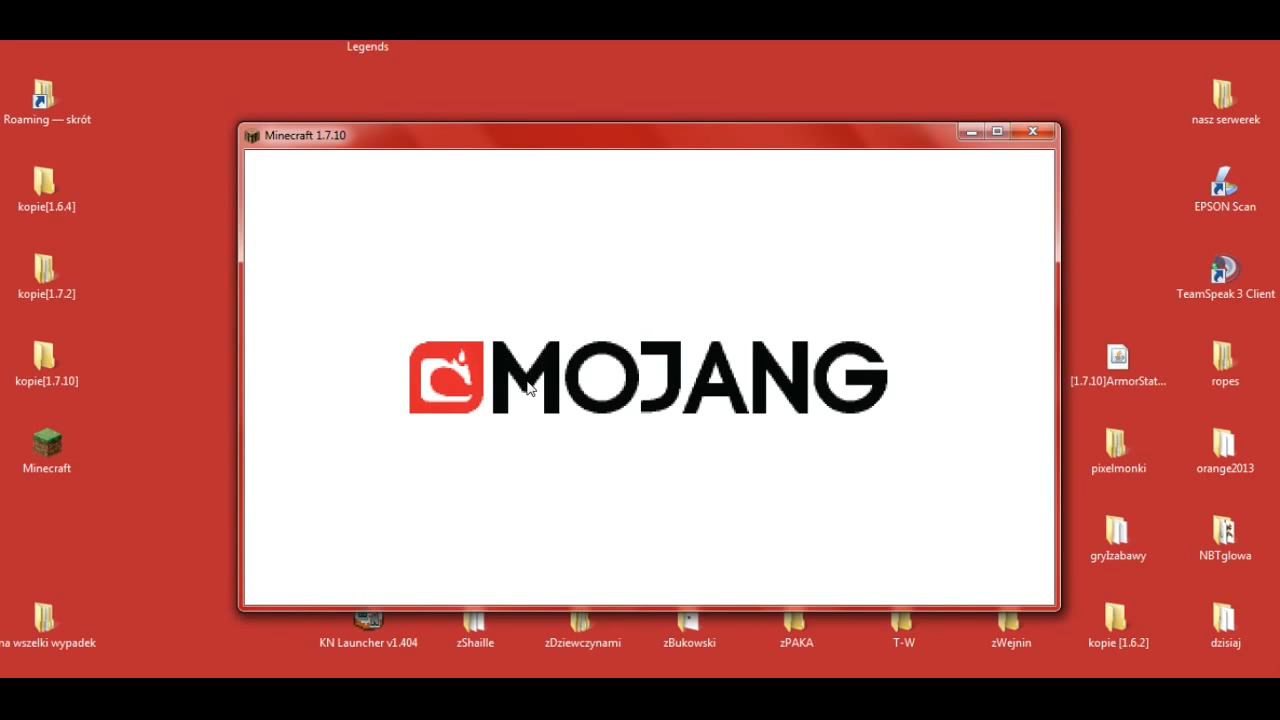 Legends
Roaming — skrót
nasz serwerek
Minecraft 1.7.10
kopie[1.6.4]
EPSON Scan
kopie[1.7.2]
TeamSpeak 3 Client
MOJANG
kopie[1.7.10]
[1.7.10]ArmorStat...
ropes
Minecraft
pixelmonki
orange2013
gryIzabawy
NBTglowa
na wszelki wypadek
KN Launcher v1.404
zShaille
zDziewczynami
zBukowski
zPAKA
T-W
zWejnin
kopie [1.6.2]
dzisiaj